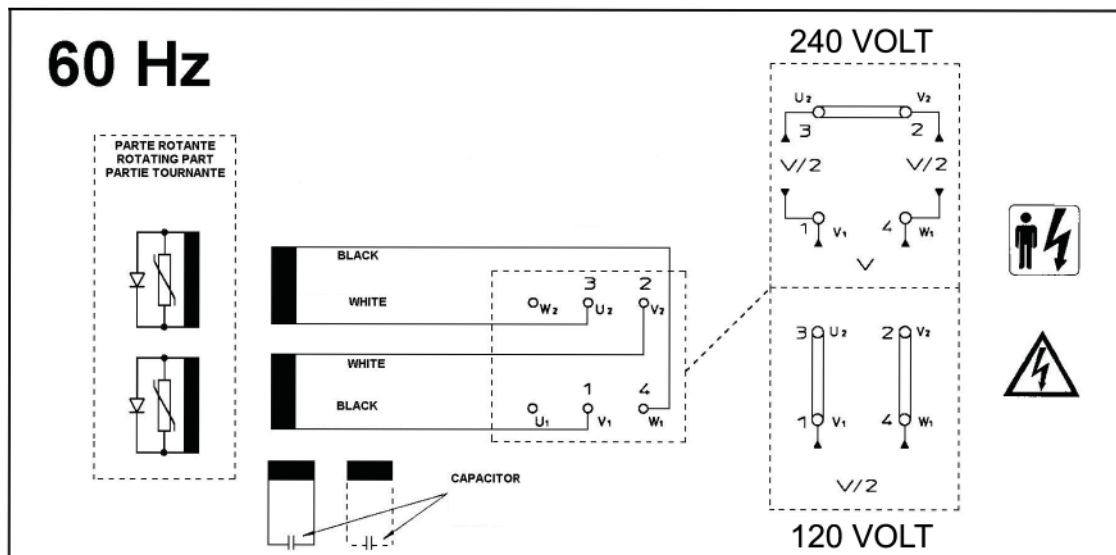 60 Hz
PARTE ROTANTE
ROTATING PART
PARTIE TOURNANTE
BLACK
WHITE
WHITE
BLACK
3 2
W2 U2 V2
1 4
U1 V1 W1
CAPACITOR
240 VOLT
U2 V2
3 2
V/2 V/2
1 V1 4 W1
V
3 U2 2 V2
1 V1 4 W1
V/2
120 VOLT